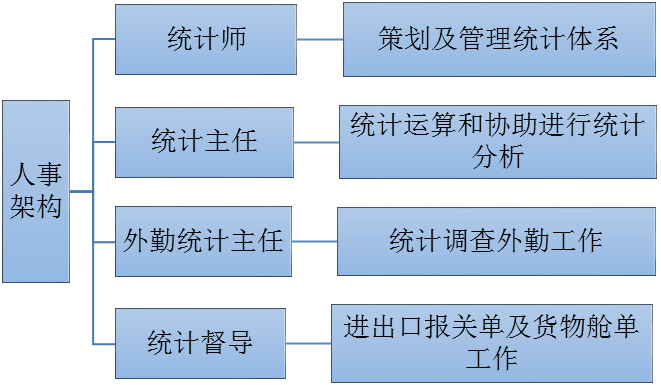 人事
架构
统计师
策划及管理统计体系
统计主任
统计运算和协助进行统计
分析
外勤统计主任
统计调查外勤工作
统计督导
进出口报关单及货物舱单
工作